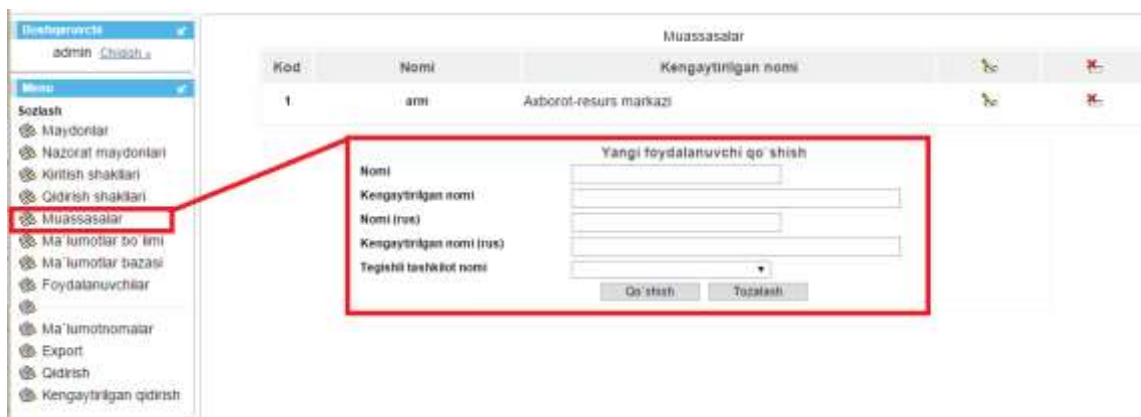 Boshqaruvchi
admin Chiqish »
Menu
Sozlash
Maydonlar
Nazorat maydonlari
Kiritish shakllari
Qidirish shakllari
Muassasalar
Ma`lumotlar bo`limi
Ma`lumotlar bazasi
Foydalanuvchilar
Ma`lumotnomalar
Export
Qidirish
Kengaytirilgan qidirish
Muassasalar
Kod Nomi Kengaytirilgan nomi
1 arm Axborot-resurs markazi
Yangi foydalanuvchi qo`shish
Nomi
Kengaytirilgan nomi
Nomi (rus)
Kengaytirilgan nomi (rus)
Tegishli tashkilot nomi
Qo`shish Tozalash